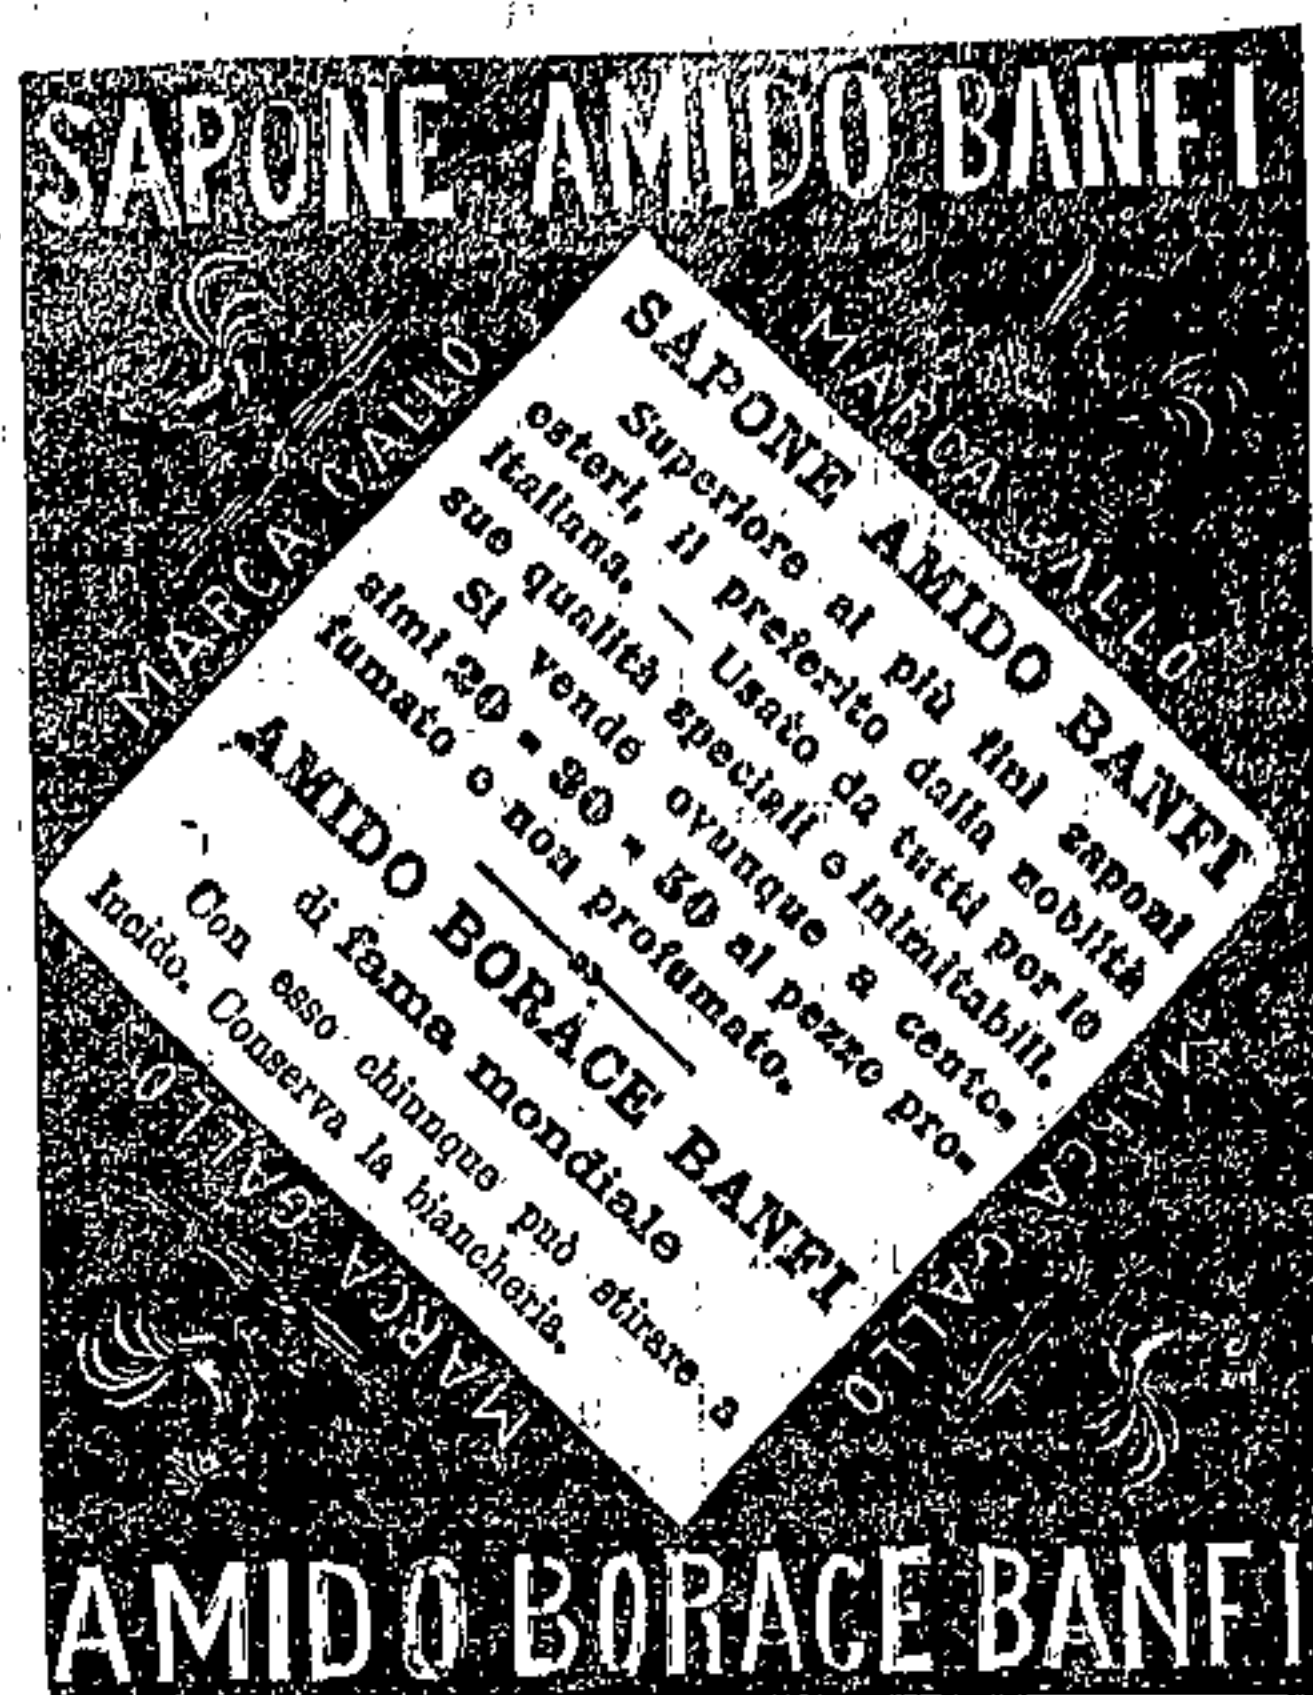 SAPONE AMIDO BANFI
MARCA GALLO
MARCA GALLO
SAPONE AMIDO BANFI
Superiore ai più fini saponi
esteri, il preferito dalla nobiltà
italiana. — Usato da tutti per le
sue qualità speciali e inimitabili.
Si vende ovunque a cente-
simi 20 - 30 - 50 al pezzo pro-
fumato o non profumato.
AMIDO BORACE BANFI
di fama mondiale
Con esso chiunque può stirare a
lucido. Conserva la biancheria.
MARCA GALLO
MARCA GALLO
AMIDO BORACE BANFI